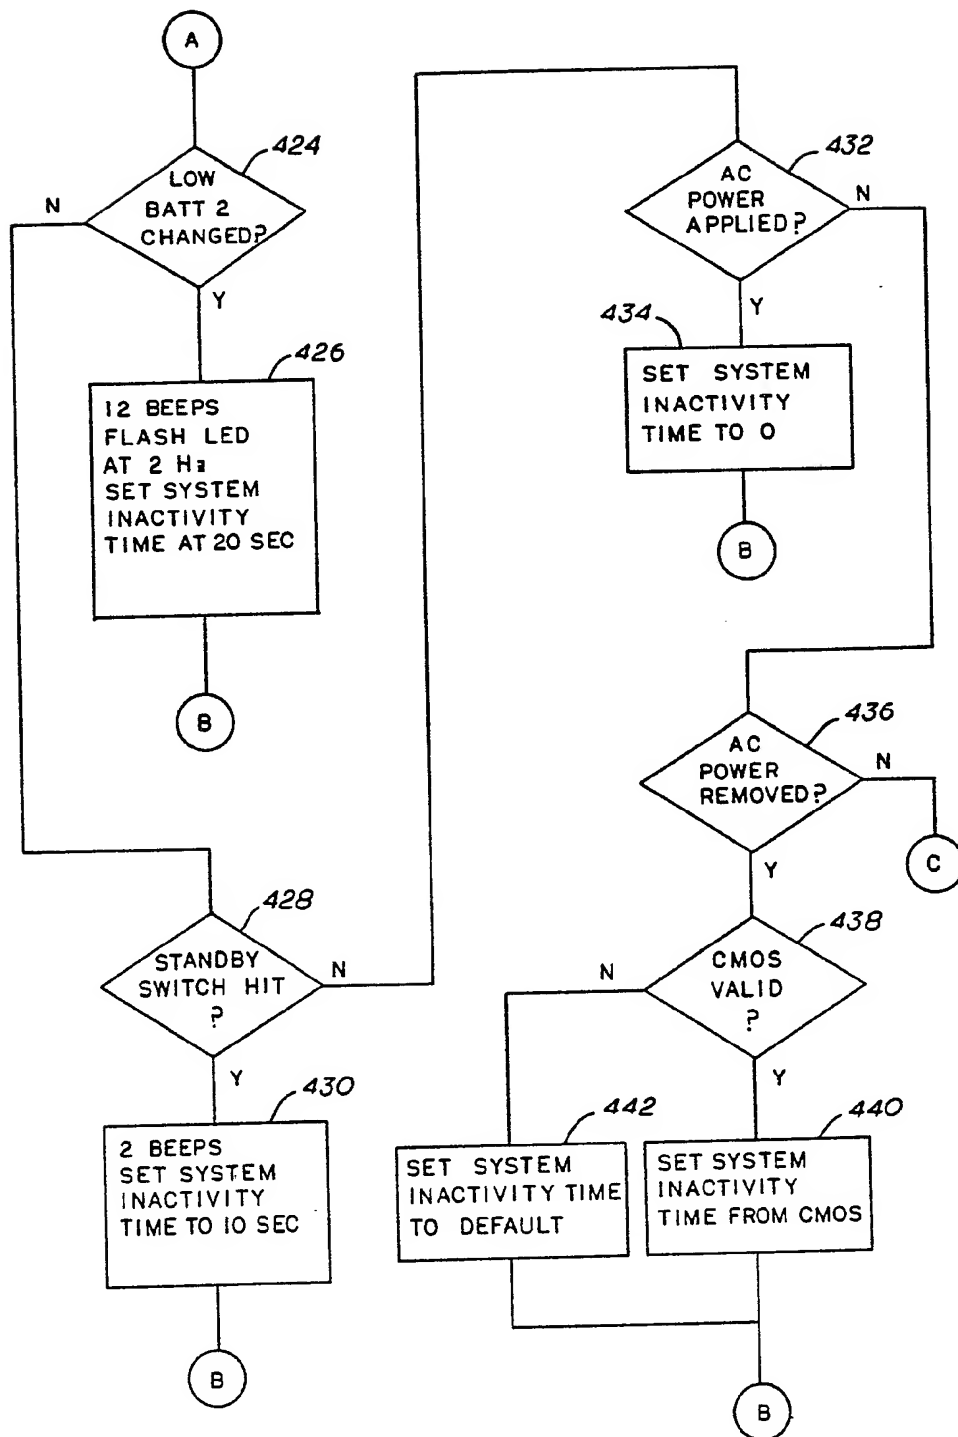 A
424
LOW
BATT 2
CHANGED?
N
Y
426
12 BEEPS
FLASH LED
AT 2 Hz
SET SYSTEM
INACTIVITY
TIME AT 20 SEC
B
428
STANDBY
SWITCH HIT
?
N
Y
430
2 BEEPS
SET SYSTEM
INACTIVITY
TIME TO 10 SEC
B
432
AC
POWER
APPLIED?
N
Y
434
SET SYSTEM
INACTIVITY
TIME TO 0
B
436
AC
POWER
REMOVED?
N
C
Y
438
CMOS
VALID
?
N
Y
442
SET SYSTEM
INACTIVITY TIME
TO DEFAULT
440
SET SYSTEM
INACTIVITY
TIME FROM CMOS
B